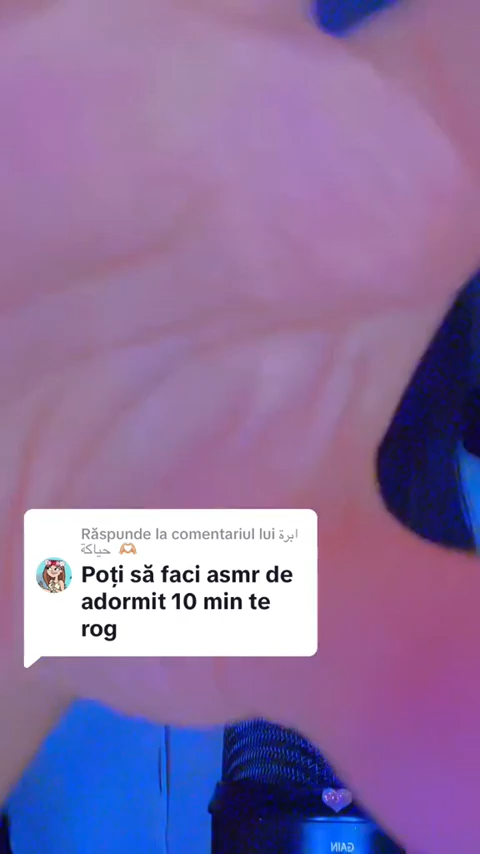 Răspunde la comentariul lui ابرة
حياكة 🫶
Poți să faci asmr de
adormit 10 min te
rog
GAIN